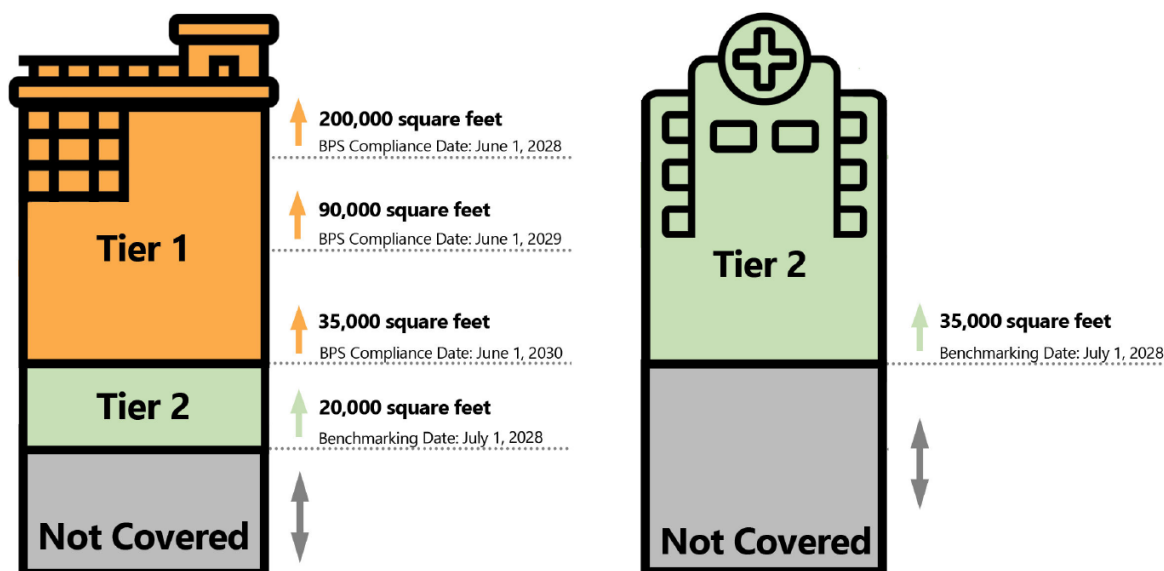 200,000 square feet
BPS Compliance Date: June 1, 2028
90,000 square feet
BPS Compliance Date: June 1, 2029
Tier 1
35,000 square feet
BPS Compliance Date: June 1, 2030
Tier 2
20,000 square feet
Benchmarking Date: July 1, 2028
Not Covered
Tier 2
35,000 square feet
Benchmarking Date: July 1, 2028
Not Covered